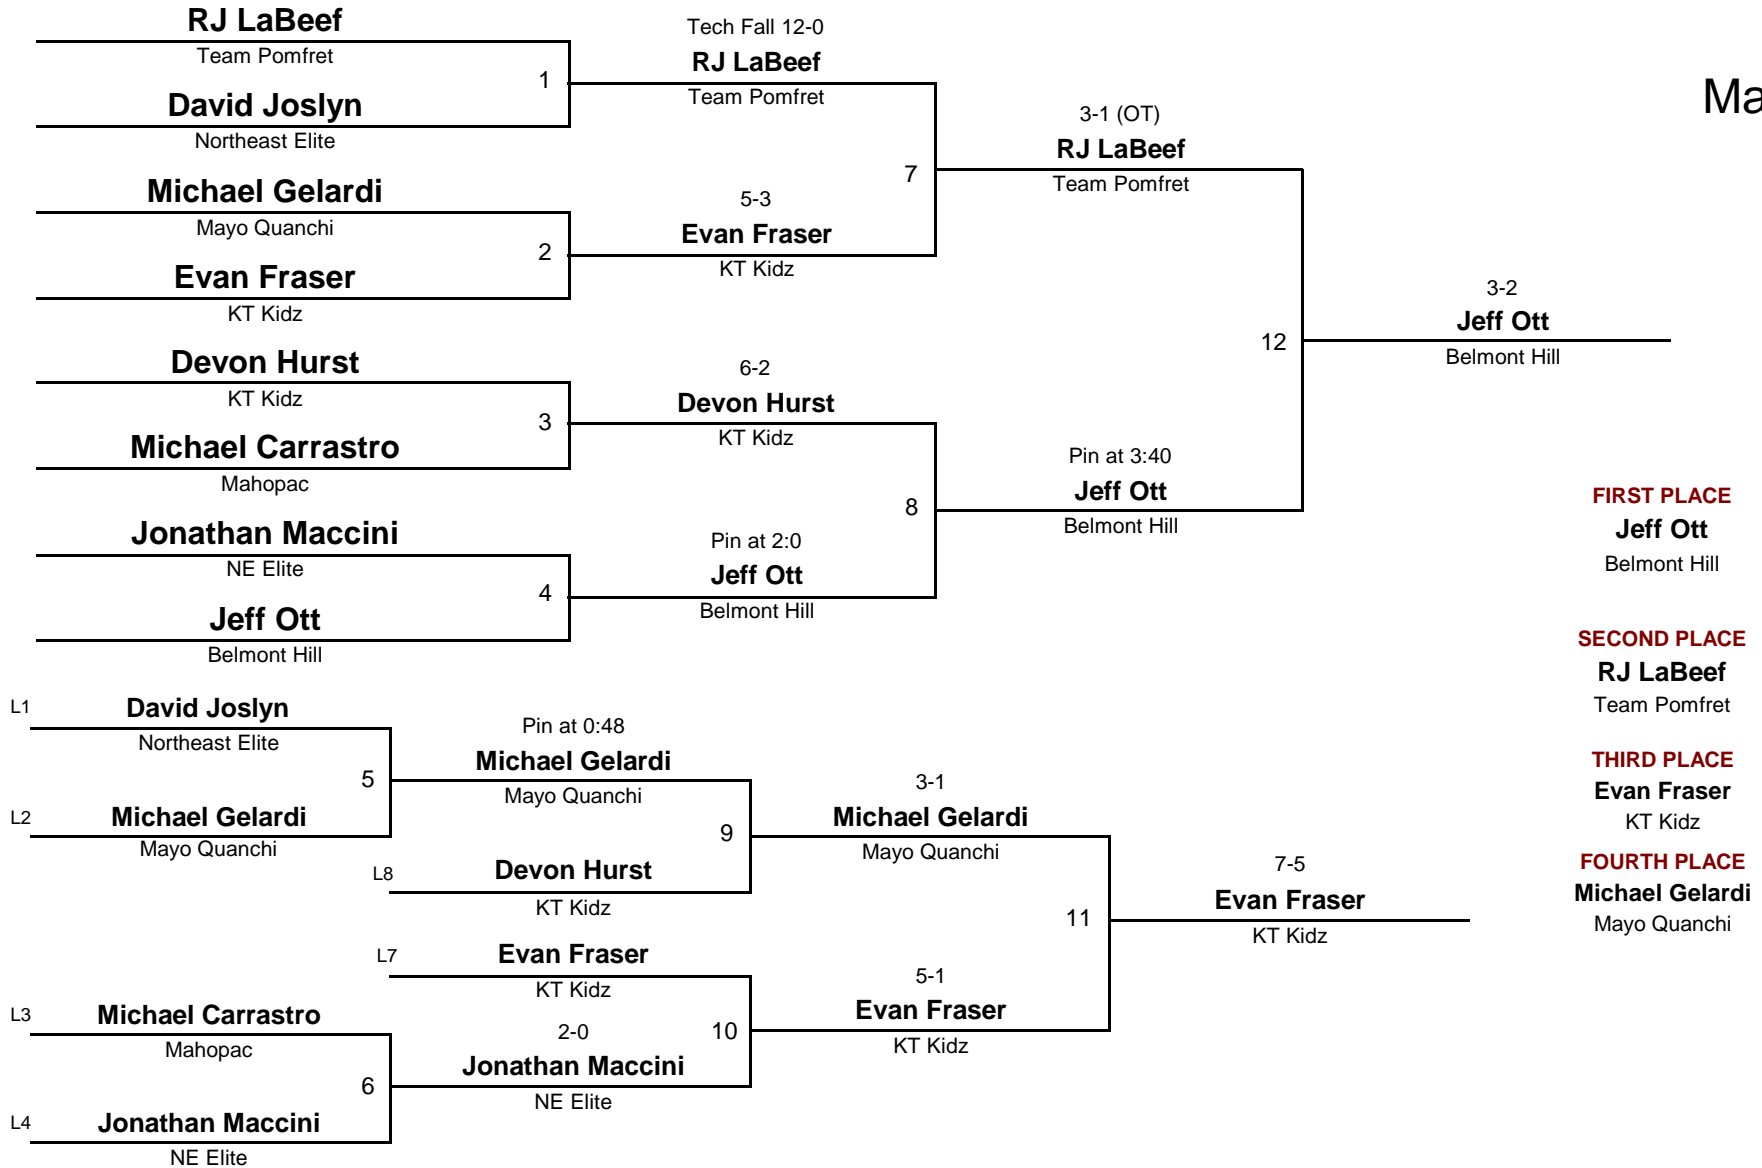 RJ LaBeef
Team Pomfret
1
David Joslyn
Northeast Elite
Michael Gelardi
Mayo Quanchi
2
Evan Fraser
KT Kidz
Devon Hurst
KT Kidz
3
Michael Carrastro
Mahopac
Jonathan Maccini
NE Elite
4
Jeff Ott
Belmont Hill
Tech Fall 12-0
RJ LaBeef
Team Pomfret
7
5-3
Evan Fraser
KT Kidz
6-2
Devon Hurst
KT Kidz
8
Pin at 2:0
Jeff Ott
Belmont Hill
3-1 (OT)
RJ LaBeef
Team Pomfret
12
Pin at 3:40
Jeff Ott
Belmont Hill
3-2
Jeff Ott
Belmont Hill
Ma
FIRST PLACE
Jeff Ott
Belmont Hill
SECOND PLACE
RJ LaBeef
Team Pomfret
THIRD PLACE
Evan Fraser
KT Kidz
FOURTH PLACE
Michael Gelardi
Mayo Quanchi
L1
David Joslyn
Northeast Elite
5
L2
Michael Gelardi
Mayo Quanchi
L3
Michael Carrastro
Mahopac
6
L4
Jonathan Maccini
NE Elite
Pin at 0:48
Michael Gelardi
Mayo Quanchi
9
L8
Devon Hurst
KT Kidz
L7
Evan Fraser
KT Kidz
10
2-0
Jonathan Maccini
NE Elite
3-1
Michael Gelardi
Mayo Quanchi
11
5-1
Evan Fraser
KT Kidz
7-5
Evan Fraser
KT Kidz